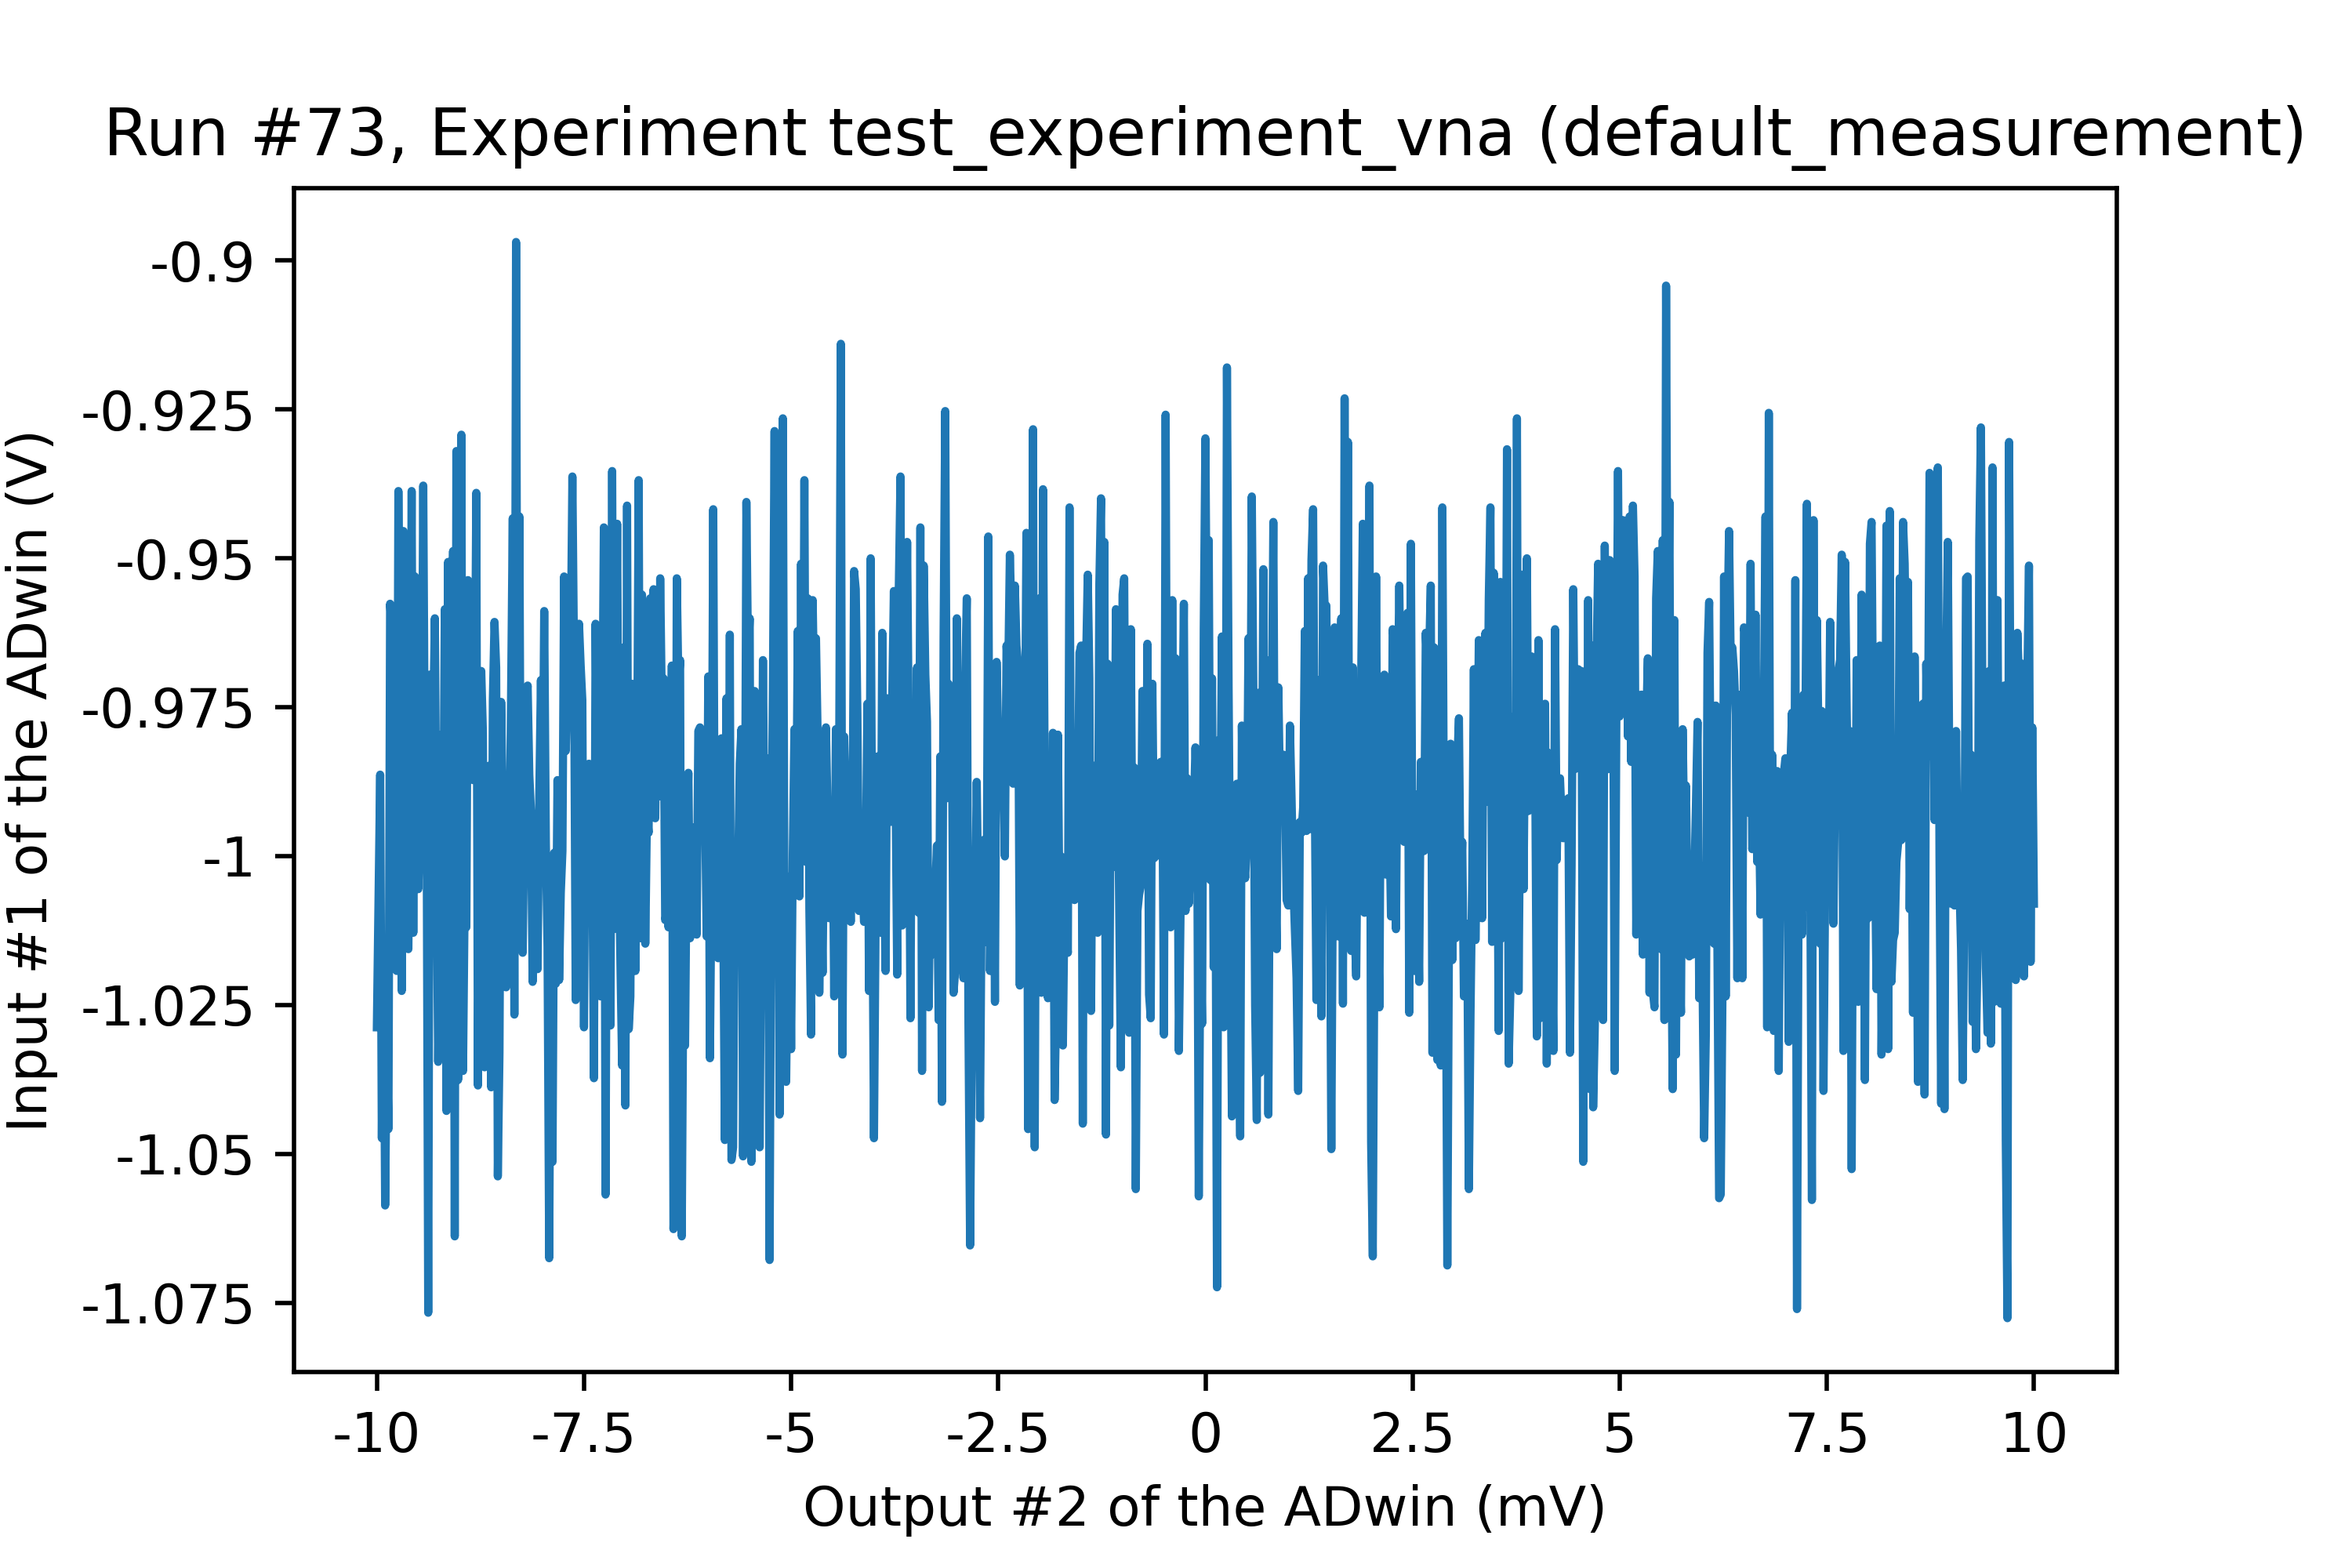 Run #73, Experiment test_experiment_vna (default_measurement)
-0.9
-0.925
-0.95
-0.975
-1
-1.025
-1.05
-1.075
Input #1 of the ADwin (V)
-10 -7.5 -5 -2.5 0 2.5 5 7.5 10
Output #2 of the ADwin (mV)